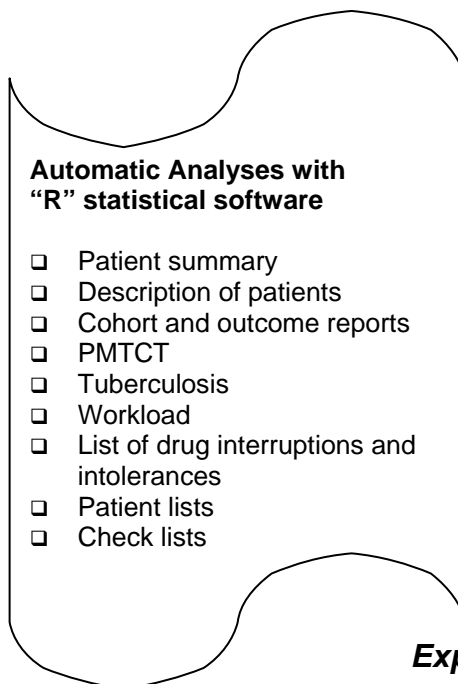 Automatic Analyses with
“R” statistical software
❑ Patient summary
❑ Description of patients
❑ Cohort and outcome reports
❑ PMTCT
❑ Tuberculosis
❑ Workload
❑ List of drug interruptions and
intolerances
❑ Patient lists
❑ Check lists
Exp